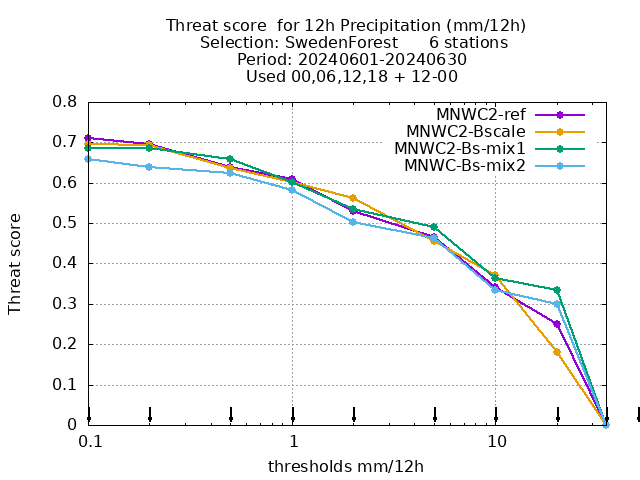 Threat score  for 12h Precipitation (mm/12h)
Selection: SwedenForest      6 stations
Period: 20240601-20240630
Used 00,06,12,18 + 12-00
MNWC2-ref
MNWC2-Bscale
MNWC2-Bs-mix1
MNWC-Bs-mix2
Threat score
0.8
0.7
0.6
0.5
0.4
0.3
0.2
0.1
0
0.1
1
10
thresholds mm/12h